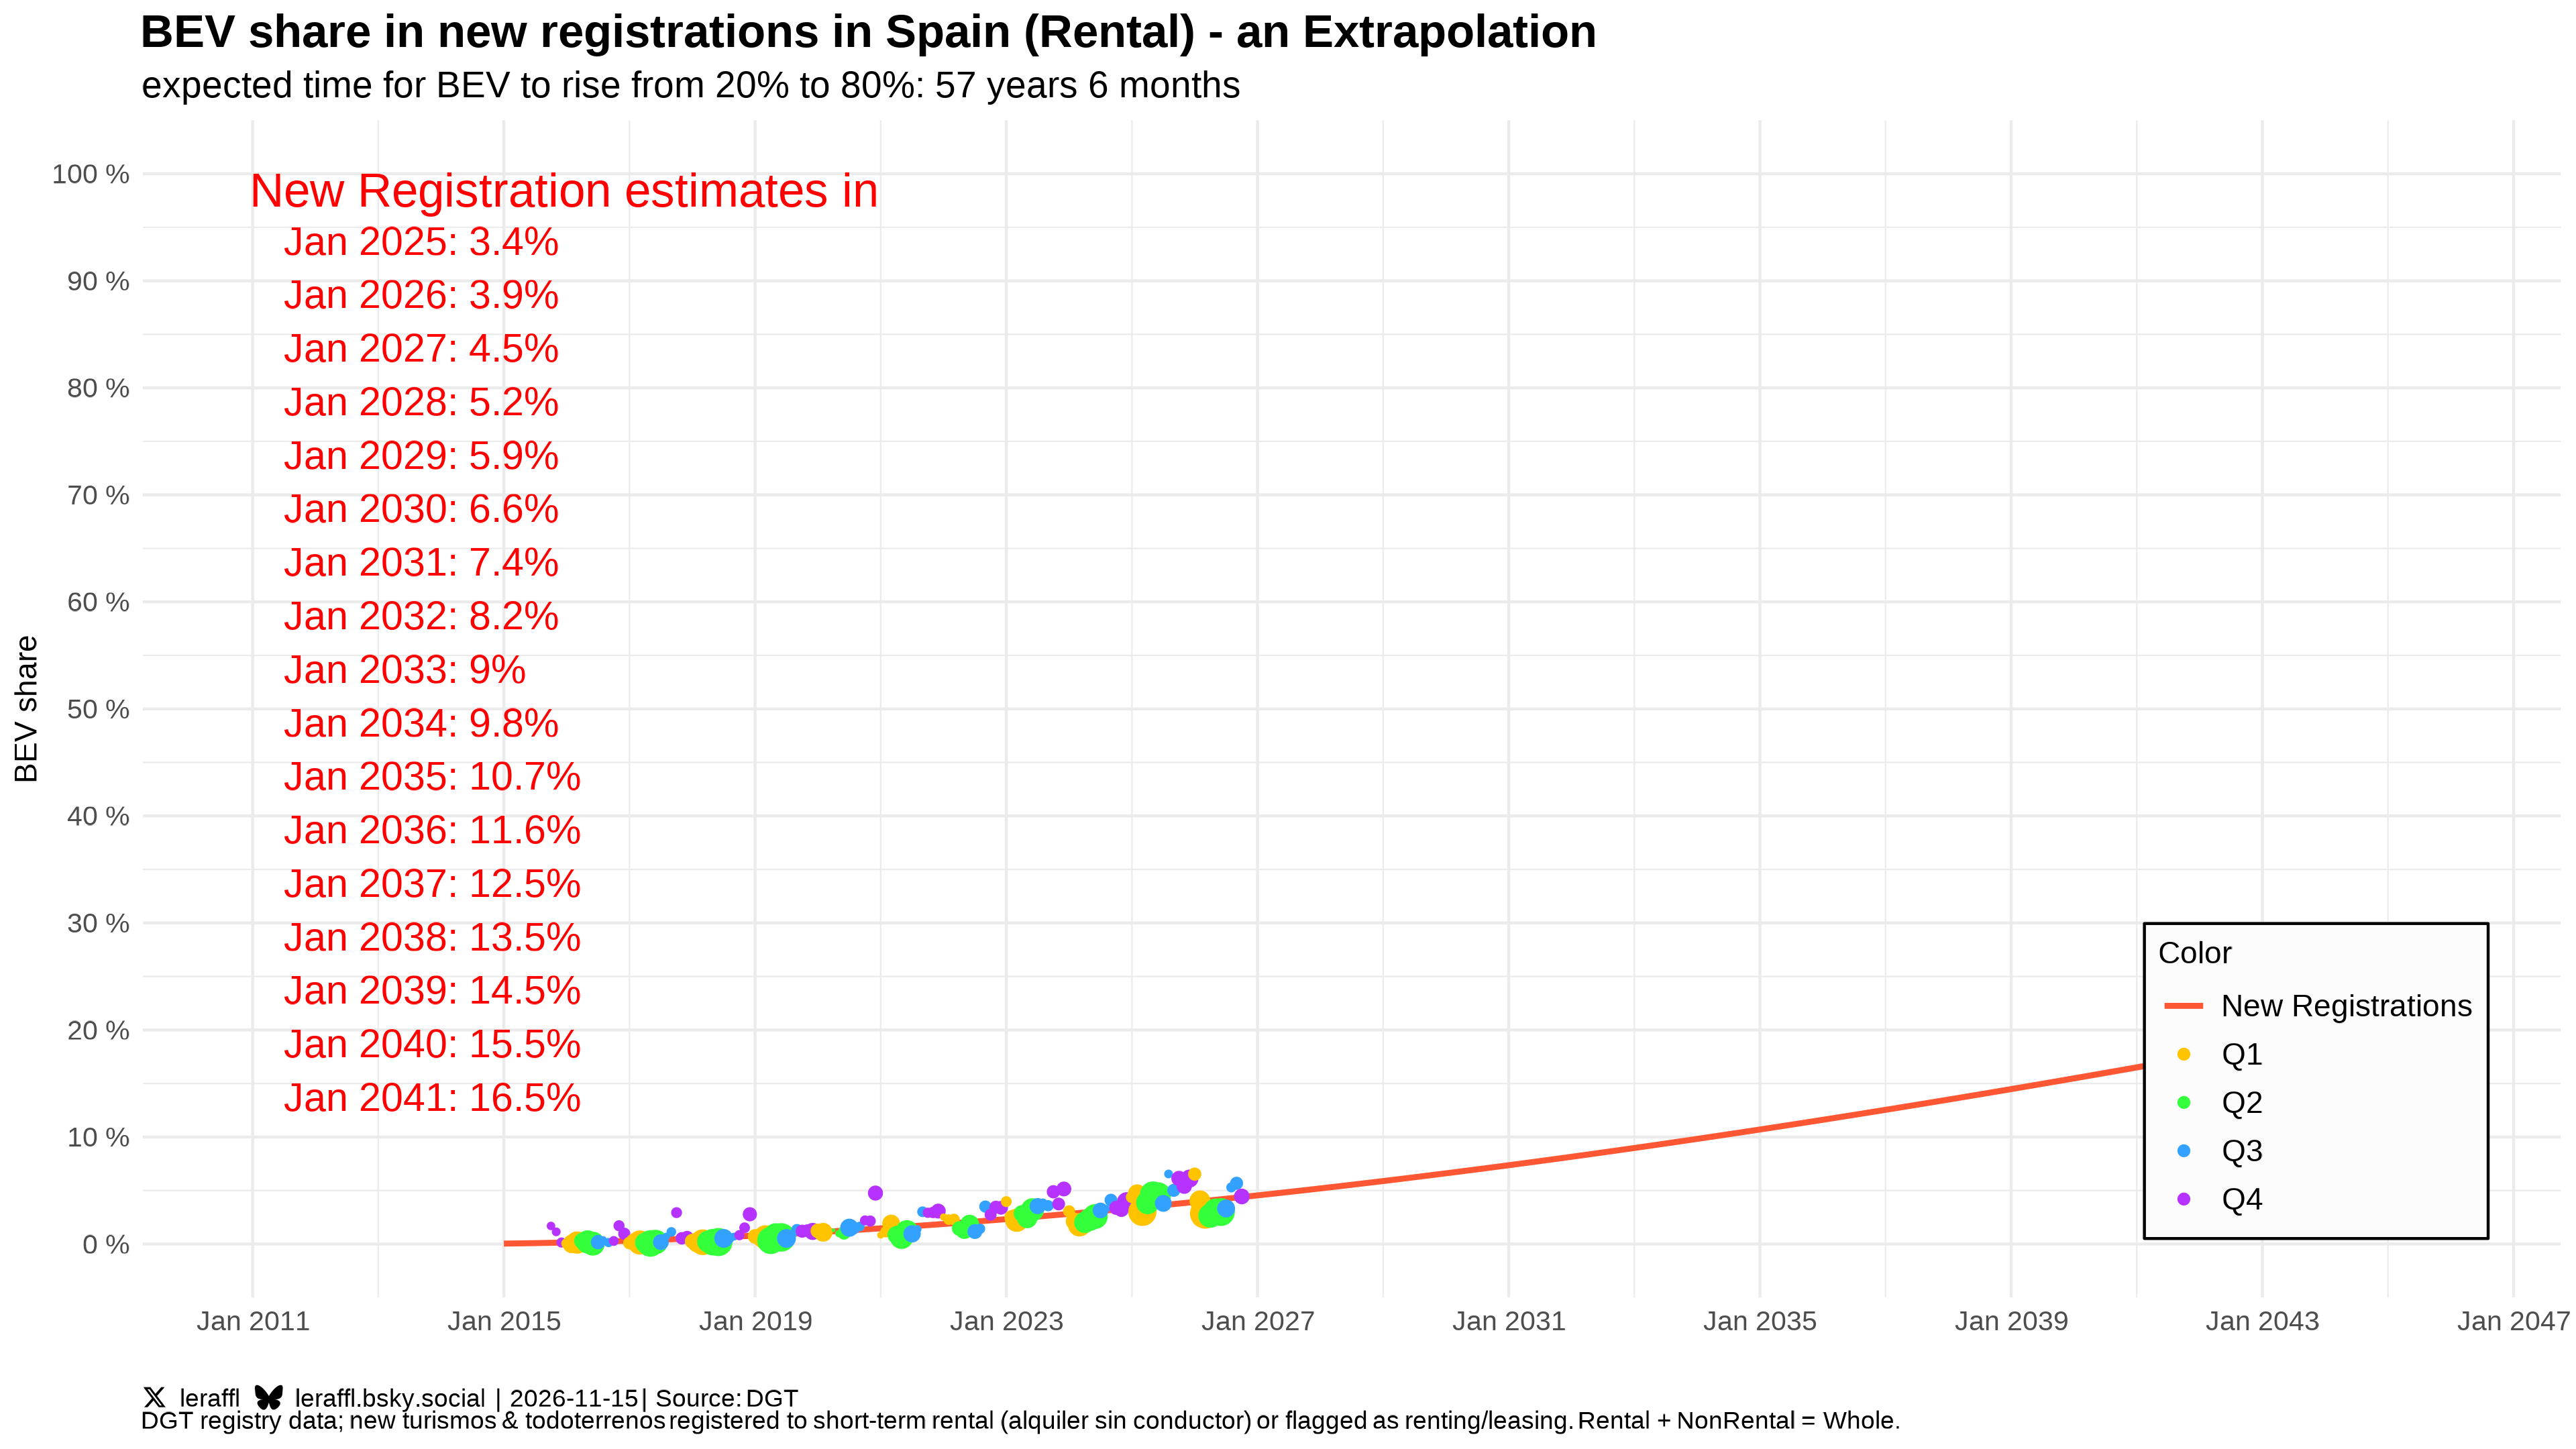 BEV share in new registrations in Spain (Rental) - an Extrapolation
expected time for BEV to rise from 20% to 80%: 57 years 6 months
100 %
90 %
80 %
70 %
60 %
50 %
40 %
30 %
20 %
10 %
0 %
BEV share
New Registration estimates in
Jan 2025: 3.4%
Jan 2026: 3.9%
Jan 2027: 4.5%
Jan 2028: 5.2%
Jan 2029: 5.9%
Jan 2030: 6.6%
Jan 2031: 7.4%
Jan 2032: 8.2%
Jan 2033: 9%
Jan 2034: 9.8%
Jan 2035: 10.7%
Jan 2036: 11.6%
Jan 2037: 12.5%
Jan 2038: 13.5%
Jan 2039: 14.5%
Jan 2040: 15.5%
Jan 2041: 16.5%
Color
New Registrations
Q1
Q2
Q3
Q4
Jan 2011 Jan 2015 Jan 2019 Jan 2023 Jan 2027 Jan 2031 Jan 2035 Jan 2039 Jan 2043 Jan 2047
leraffl leraffl.bsky.social | 2026-11-15 | Source: DGT
DGT registry data; new turismos & todoterrenos registered to short-term rental (alquiler sin conductor) or flagged as renting/leasing. Rental + NonRental = Whole.